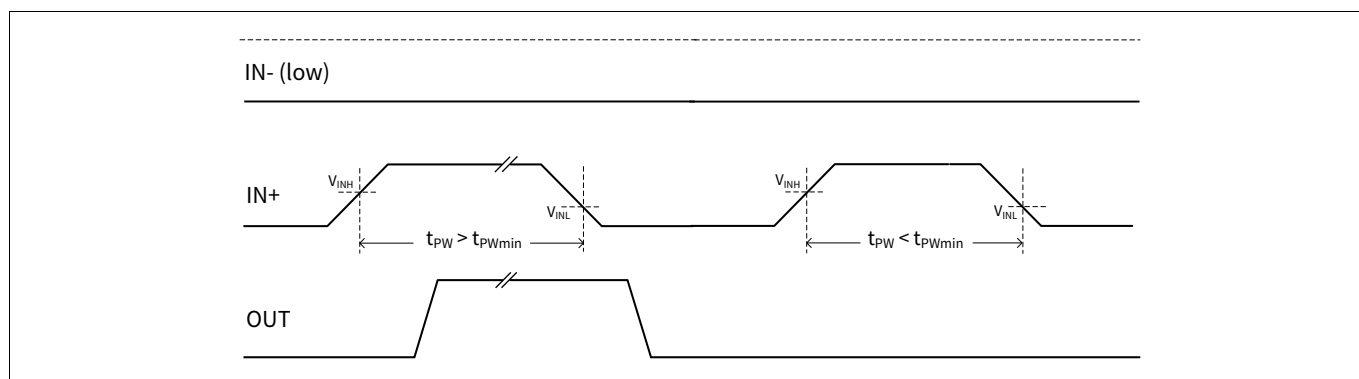 IN- (low)
V_INH
V_INH
IN+
V_INL
V_INL
t_PW > t_PWmin
t_PW < t_PWmin
OUT